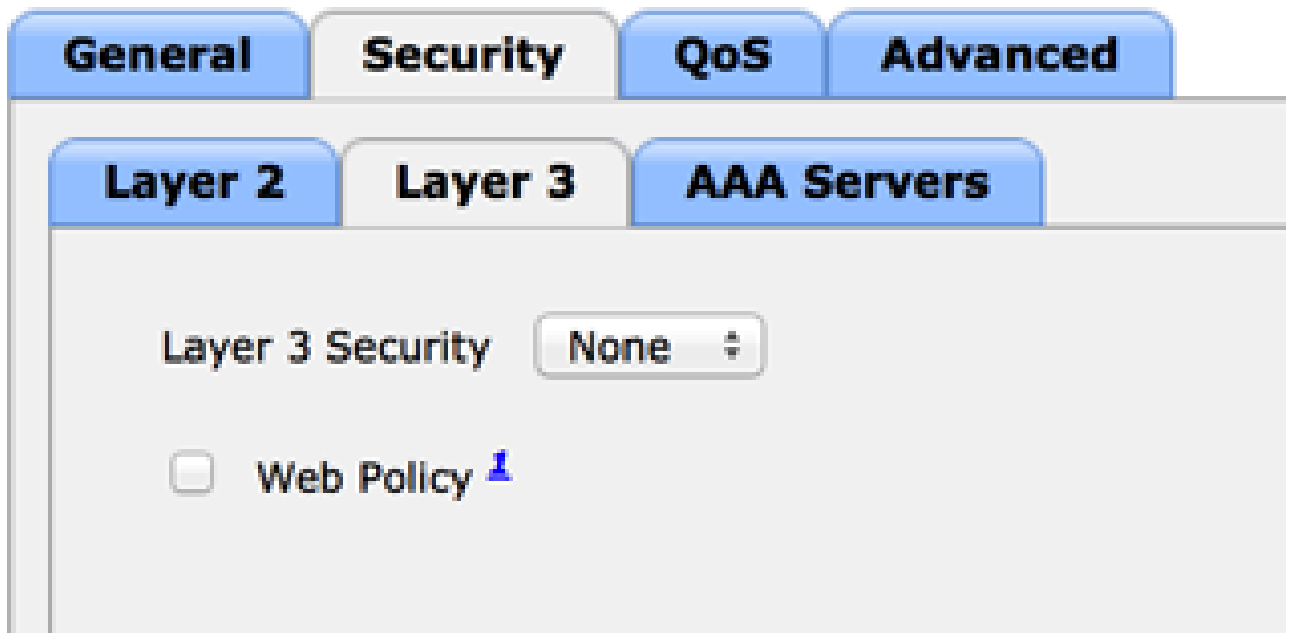 General Security QoS Advanced
Layer 2 Layer 3 AAA Servers
Layer 3 Security None
Web Policy 1